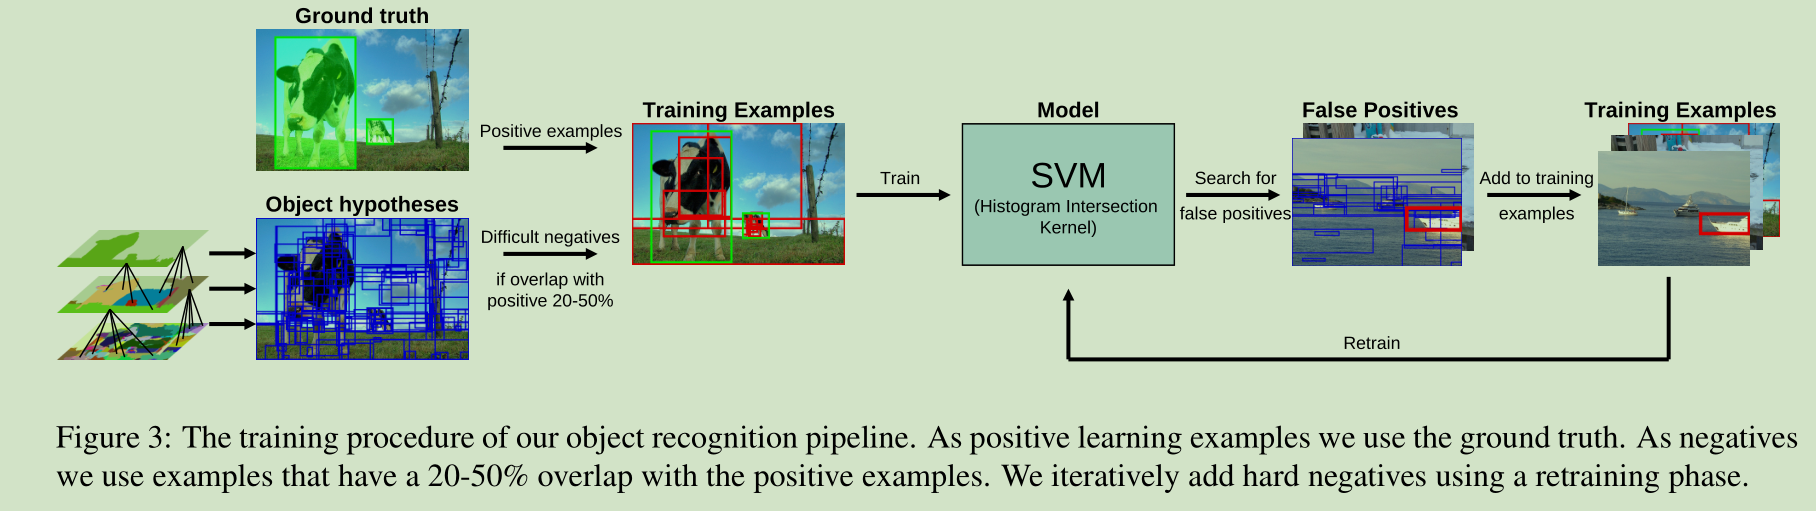 Ground truth
Positive examples
Object hypotheses
Difficult negatives
if overlap with
positive 20-50%
Training Examples
Train
Model
SVM
(Histogram Intersection
Kernel)
Search for
false positives
False Positives
Add to training
examples
Training Examples
Retrain
Figure 3: The training procedure of our object recognition pipeline. As positive learning examples we use the ground truth. As negatives
we use examples that have a 20-50% overlap with the positive examples. We iteratively add hard negatives using a retraining phase.